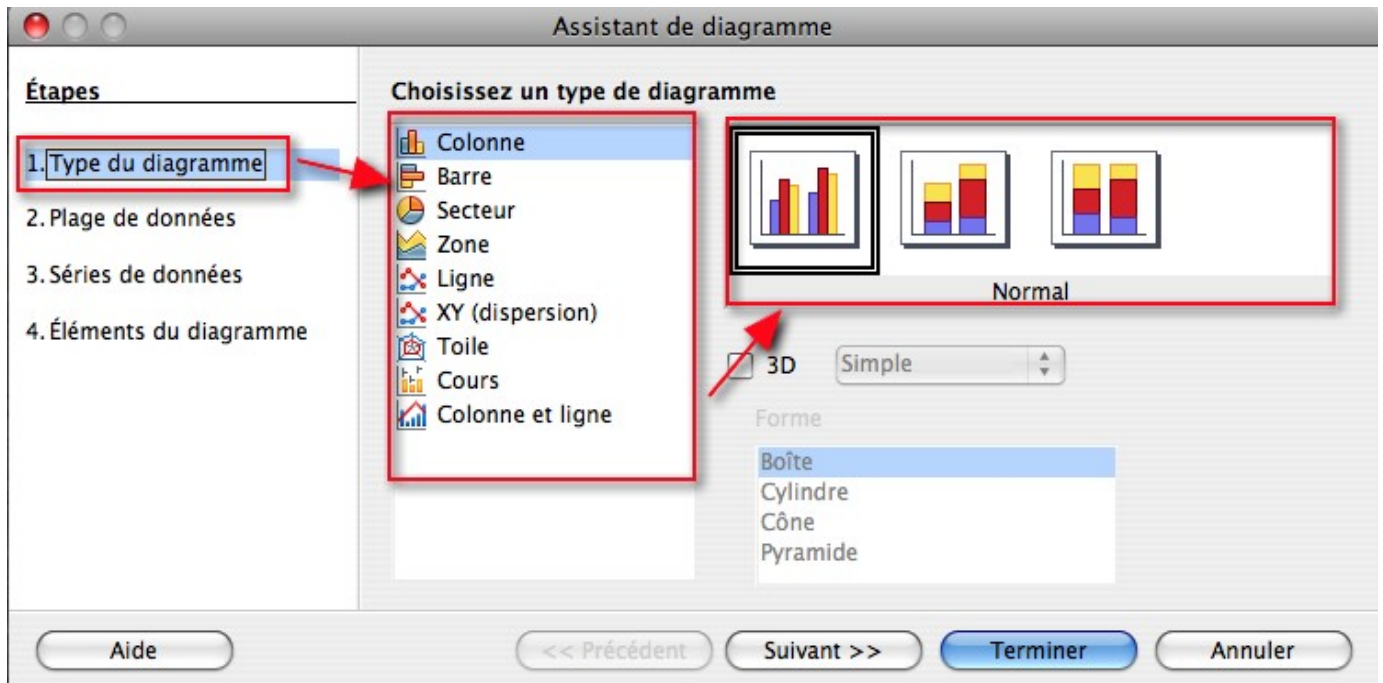 Assistant de diagramme
Étapes
1. Type du diagramme
2. Plage de données
3. Séries de données
4. Éléments du diagramme
Choisissez un type de diagramme
Colonne
Barre
Secteur
Zone
Ligne
XY (dispersion)
Toile
Cours
Colonne et ligne
Normal
3D Simple
Forme
Boîte
Cylindre
Cône
Pyramide
Aide << Précédent Suivant >> Terminer Annuler